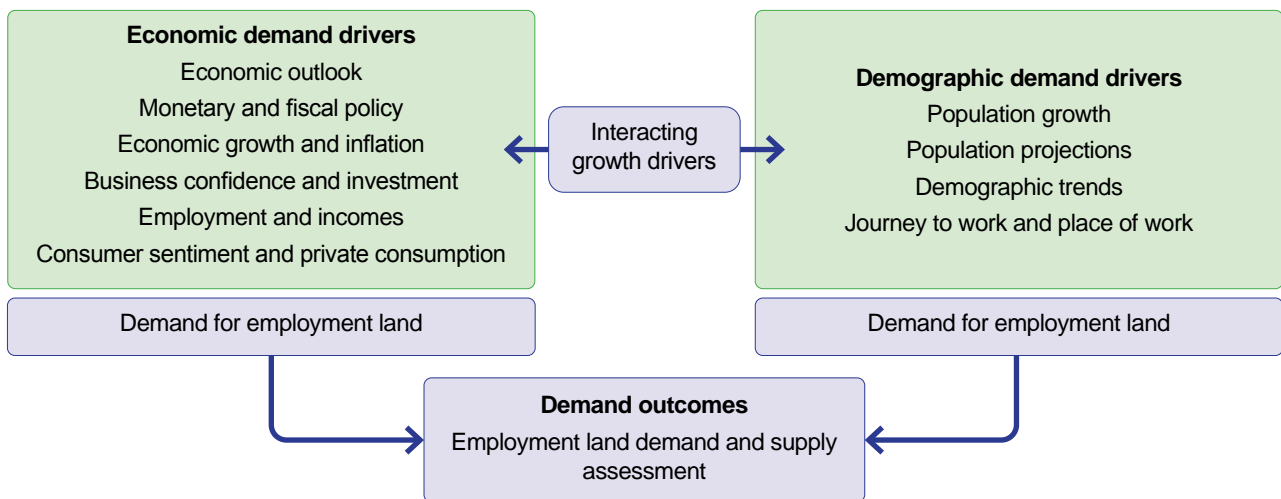 Economic demand drivers
Economic outlook
Monetary and fiscal policy
Economic growth and inflation
Business confidence and investment
Employment and incomes
Consumer sentiment and private consumption
Interacting
growth drivers
Demographic demand drivers
Population growth
Population projections
Demographic trends
Journey to work and place of work
Demand for employment land
Demand for employment land
Demand outcomes
Employment land demand and supply
assessment